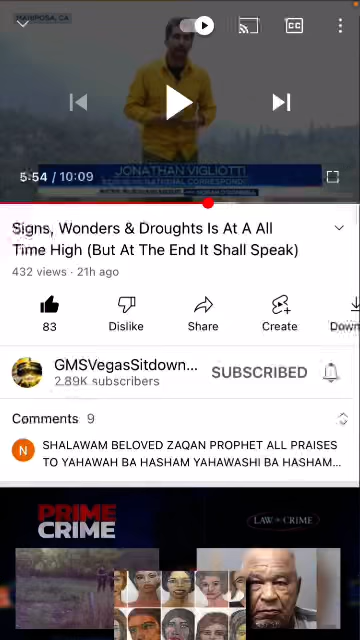 MARIPOSA, CA
5:54 / 10:09
JONATHAN VIGLIOTTI
Signs, Wonders & Droughts Is At A All
Time High (But At The End It Shall Speak)
432 views · 21h ago
83
Dislike
Share
Create
Down
GMSVegasSitdown...
2.89K subscribers
SUBSCRIBED
Comments 9
N
SHALAWAM BELOVED ZAQAN PROPHET ALL PRAISES
TO YAHAWAH BA HASHAM YAHAWASHI BA HASHAM...
PRIME
CRIME
LAW & CRIME